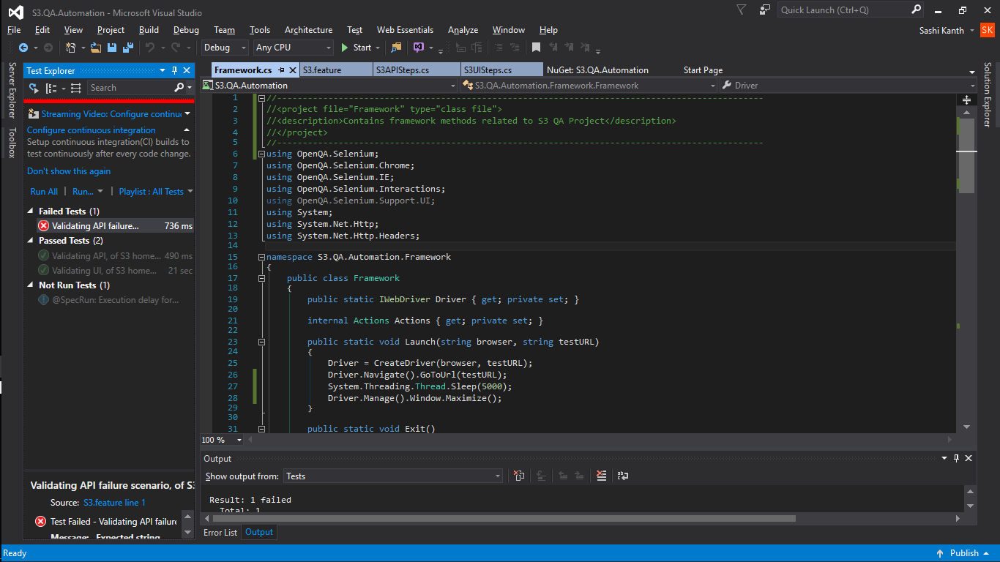 S3.QA.Automation - Microsoft Visual Studio
Quick Launch (Ctrl+Q)
File Edit View Project Build Debug Team Tools Architecture Test Web Essentials Analyze Window Help
Sashi Kanth SK
Debug Any CPU Start
Server Explorer
Toolbox
Solution Explorer
Test Explorer
Search
Streaming Video: Configure continu
Configure continuous integration
Setup continuous integration(CI) builds to
test continuously after every code change.
Don't show this again
Run All | Run... | Playlist : All Tests
Failed Tests (1)
Validating API failure... 736 ms
Passed Tests (2)
Validating API, of S3 home... 490 ms
Validating UI, of S3 home... 21 sec
Not Run Tests (1)
@SpecRun: Execution delay for...
Validating API failure scenario, of S3
Source: S3.feature line 1
Test Failed - Validating API failure
Message: Expected string
Framework.cs S3.feature S3APISteps.cs S3UISteps.cs NuGet: S3.QA.Automation Start Page
S3.QA.Automation S3.QA.Automation.Framework.Framework Driver
1 //-----------------------------------------------------------------------------------------------
2 //<project file="Framework" type="class file">
3 //<description>Contains framework methods related to S3 QA Project</description>
4 //</project>
5 //-----------------------------------------------------------------------------------------------
6 using OpenQA.Selenium;
7 using OpenQA.Selenium.Chrome;
8 using OpenQA.Selenium.IE;
9 using OpenQA.Selenium.Interactions;
10 using OpenQA.Selenium.Support.UI;
11 using System;
12 using System.Net.Http;
13 using System.Net.Http.Headers;
14
15 namespace S3.QA.Automation.Framework
16 {
17 public class Framework
18 {
19 public static IWebDriver Driver { get; private set; }
20
21 internal Actions Actions { get; private set; }
22
23 public static void Launch(string browser, string testURL)
24 {
25 Driver = CreateDriver(browser, testURL);
26 Driver.Navigate().GoToUrl(testURL);
27 System.Threading.Thread.Sleep(5000);
28 Driver.Manage().Window.Maximize();
29 }
30
31 public static void Exit()
100 %
Output
Show output from: Tests
Result: 1 failed
Total: 1
Error List Output
Ready
Publish